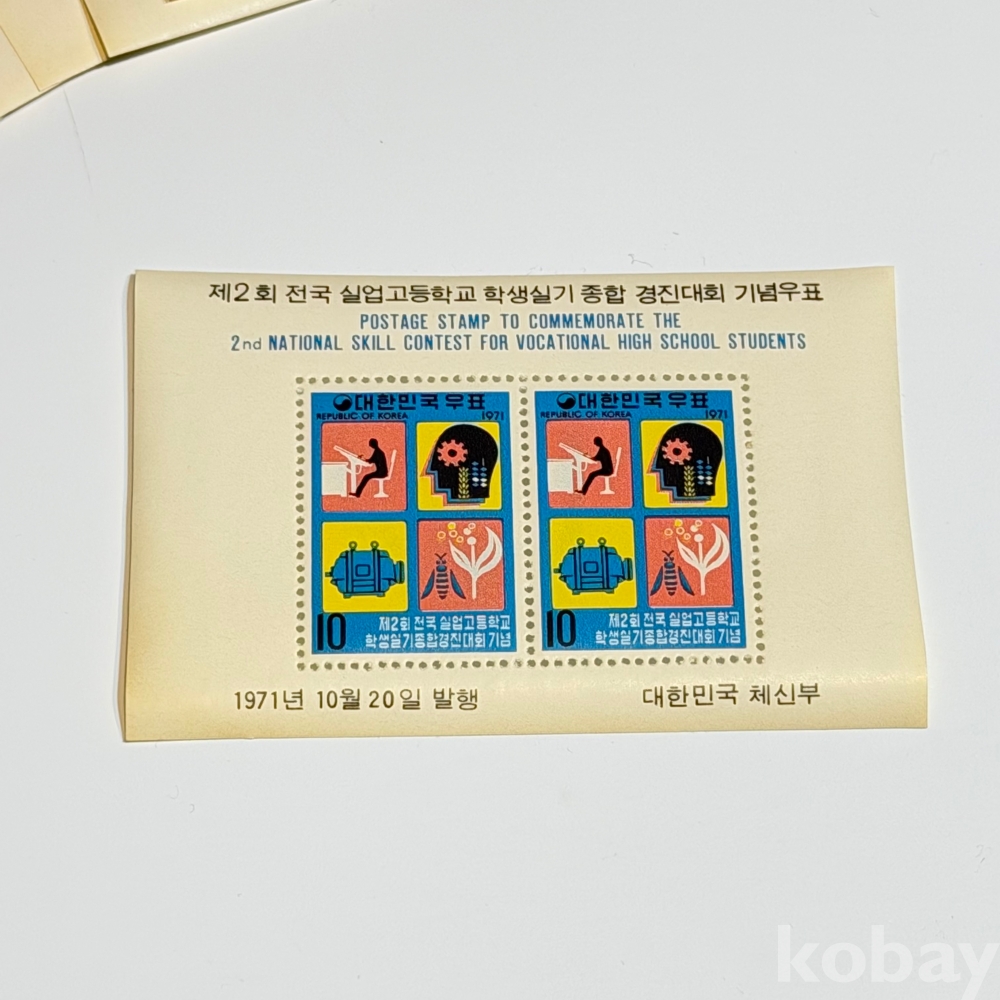 제2회 전국 실업고등학교 학생실기 종합 경진대회 기념우표
POSTAGE STAMP TO COMMEMORATE THE
2nd NATIONAL SKILL CONTEST FOR VOCATIONAL HIGH SCHOOL STUDENTS
대한민국우표
REPUBLIC OF KOREA 1971
10
제2회 전국 실업고등학교
학생실기종합경진대회 기념
대한민국우표
REPUBLIC OF KOREA 1971
10
제2회 전국 실업고등학교
학생실기종합경진대회 기념
1971년 10월 20일 발행
대한민국 체신부
kobay